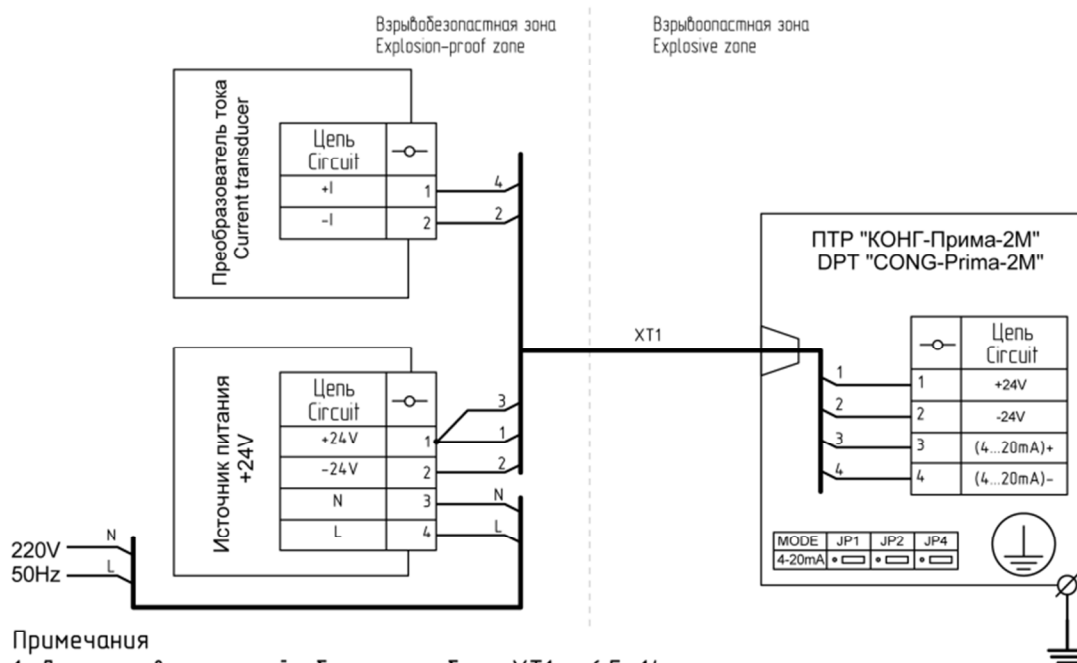 Взрывобезопастная зона
Explosion-proof zone
Взрывоопастная зона
Explosive zone
Преобразователь тока
Current transducer
Цепь
Circuit
+I 1 4
-I 2 2
XT1
ПТР "КОНГ-Прима-2М"
DPT "CONG-Prima-2M"
Цепь
Circuit
1 1 +24V
2 2 -24V
3 3 (4...20mA)+
4 4 (4...20mA)-
MODE JP1 JP2 JP4
4-20mA
Источник питания
+24V
Цепь
Circuit
3
+24V 1 1
-24V 2 2
N 3 N
L 4 L
220V N
50Hz L
Примечания